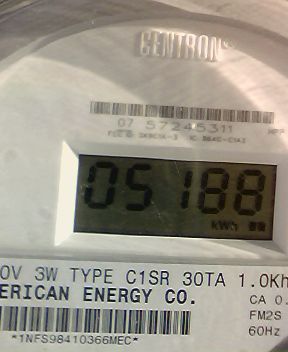 CENTRON
07 57245311
05188
kWh
0V 3W TYPE C1SR 30TA 1.0Kh
ERICAN ENERGY CO.
CA 0.
FM2S
60Hz
*1NFS98410366MEC*